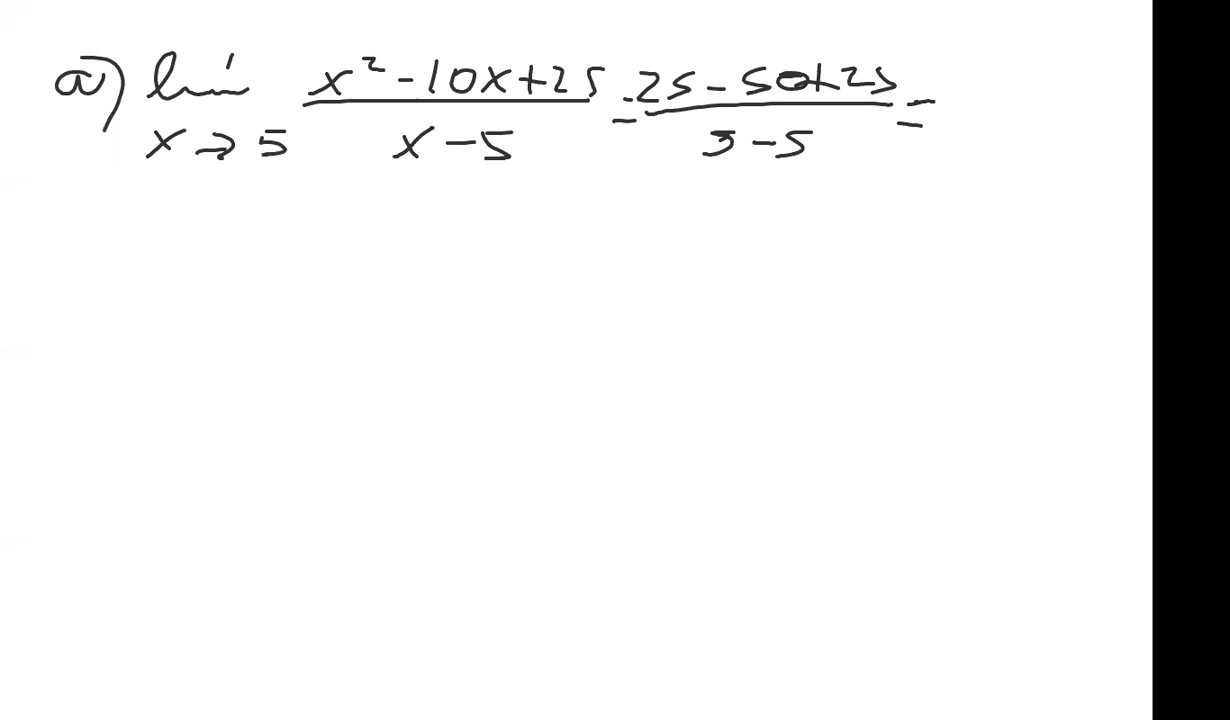 a) lim x²-10x+25 = 25-50+25 =
x→5 x-5 5-5